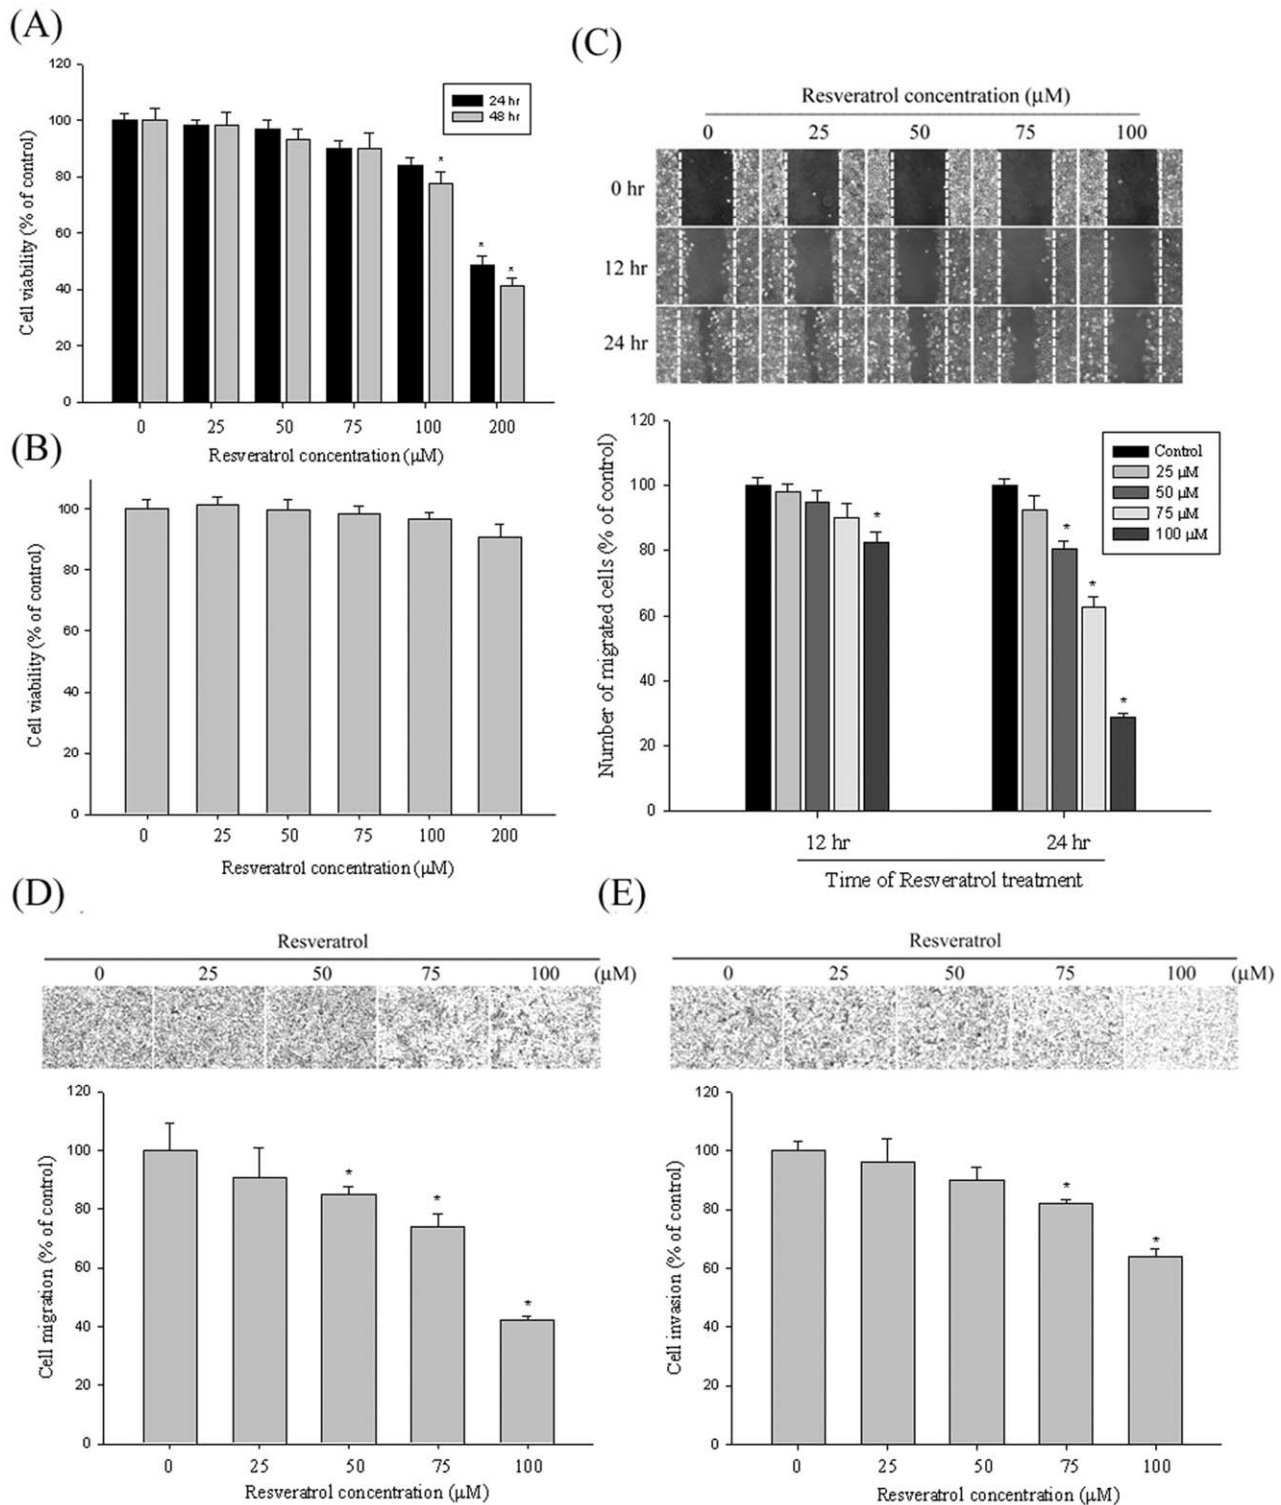 (A)
120
100
80
60
40
20
0
Cell viability (% of control)
24 hr
48 hr
*
*
*
0 25 50 75 100 200
Resveratrol concentration (μM)
(B)
100
80
60
40
20
0
Cell viability (% of control)
0 25 50 75 100 200
Resveratrol concentration (μM)
(C)
Resveratrol concentration (μM)
0 25 50 75 100
0 hr
12 hr
24 hr
120
100
80
60
40
20
0
Number of migrated cells (% of control)
Control
25 μM
50 μM
75 μM
100 μM
*
*
*
*
12 hr 24 hr
Time of Resveratrol treatment
(D)
Resveratrol
0 25 50 75 100 (μM)
120
100
80
60
40
20
0
Cell migration (% of control)
*
*
*
0 25 50 75 100
Resveratrol concentration (μM)
(E)
Resveratrol
0 25 50 75 100 (μM)
120
100
80
60
40
20
0
Cell invasion (% of control)
*
*
0 25 50 75 100
Resveratrol concentration (μM)